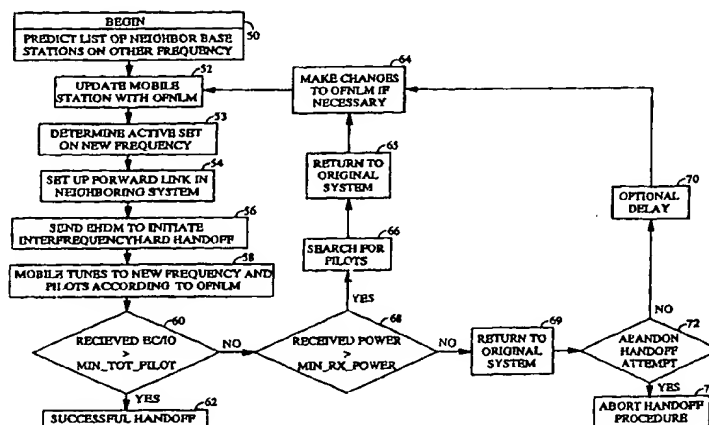 BEGIN
PREDICT LIST OF NEIGHBOR BASE
STATIONS ON OTHER FREQUENCY
50
52
UPDATE MOBILE
STATION WITH OFNLM
53
DETERMINE ACTIVE SET
ON NEW FREQUENCY
54
SET UP FORWARD LINK IN
NEIGHBORING SYSTEM
56
SEND EHDM TO INITIATE
INTERFREQUENCYHARD HANDOFF
58
MOBILE TUNES TO NEW FREQUENCY AND
PILOTS ACCORDING TO OFNLM
60
RECIEVED EC/IO
>
MIN_TOT_PILOT
NO
YES
62
SUCCESSFUL HANDOFF
64
MAKE CHANGES
TO OFNLM IF
NECESSARY
65
RETURN TO
ORIGINAL
SYSTEM
66
SEARCH FOR
PILOTS
YES
68
RECEIVED POWER
>
MIN_RX_POWER
NO
69
RETURN TO
ORIGINAL
SYSTEM
70
OPTIONAL
DELAY
NO
72
ABANDON
HANDOFF
ATTEMPT
YES
7
ABORT HANDOFF
PROCEDURE